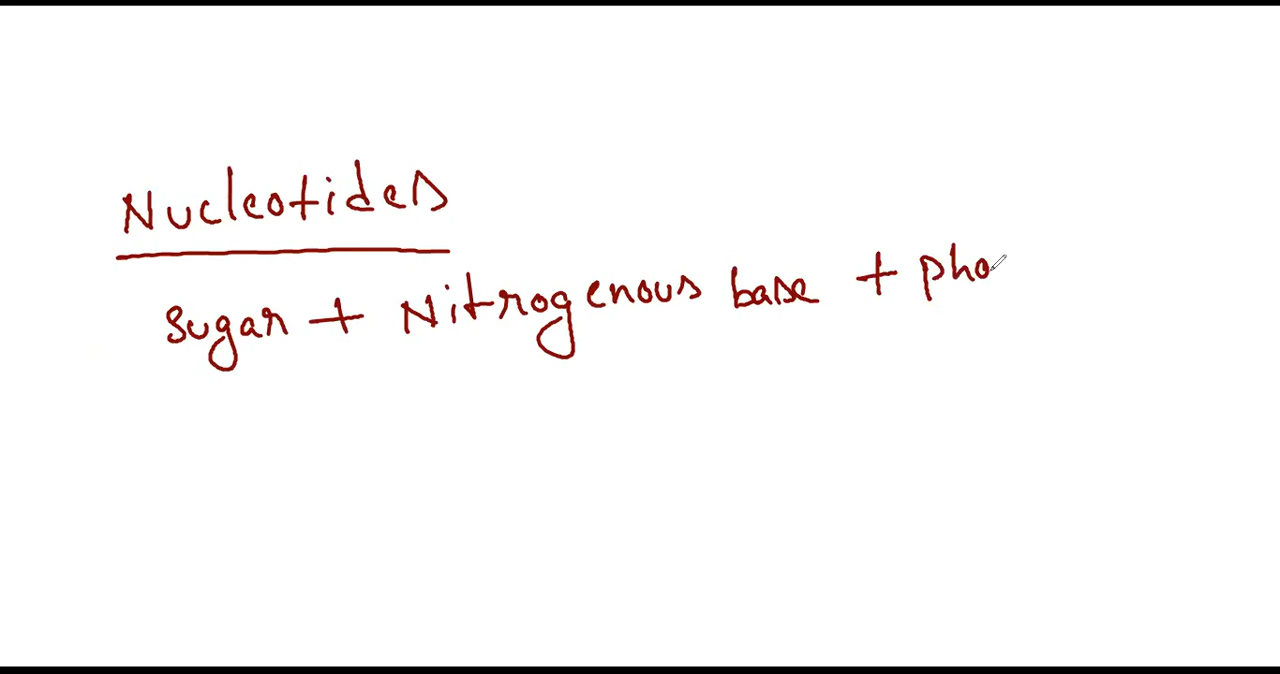 Nucleotides
Sugar + Nitrogenous base + pho